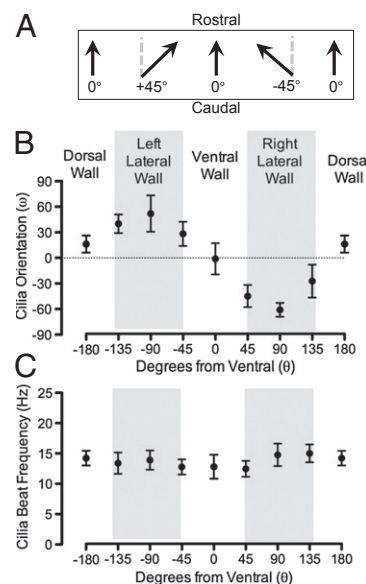 A
Rostral
0° +45° 0° -45° 0°
Caudal
B
Dorsal Wall
Left Lateral Wall
Ventral Wall
Right Lateral Wall
Dorsa Wall
Cilia Orientation (ω)
90
60
30
0
-30
-60
-90
-180 -135 -90 -45 0 45 90 135 180
Degrees from Ventral (θ)
C
Cilia Beat Frequency (Hz)
25
20
15
10
5
0
-180 -135 -90 -45 0 45 90 135 180
Degrees from Ventral (θ)